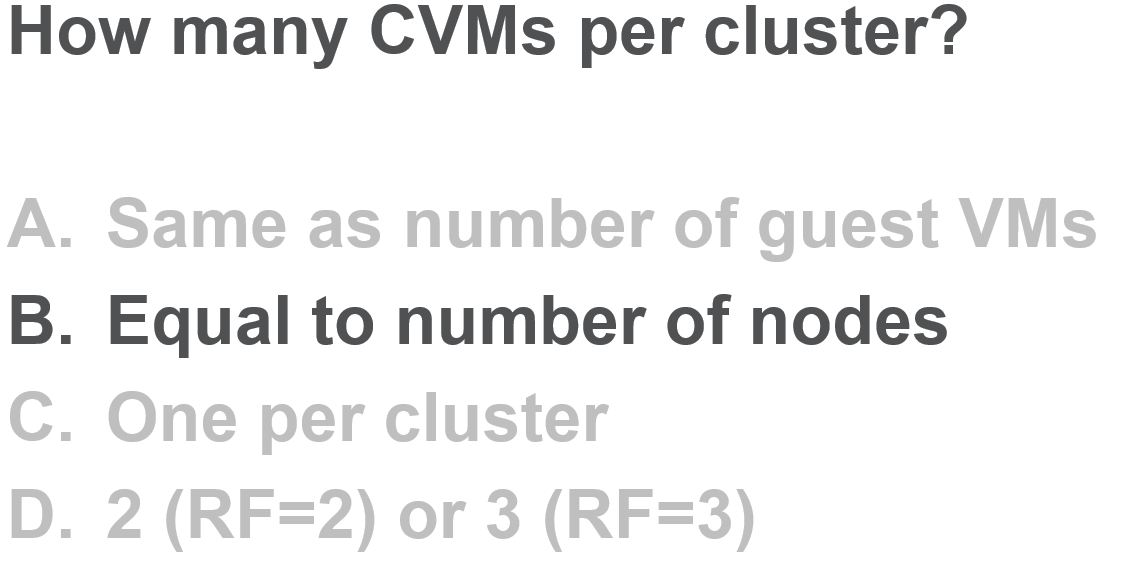 How many CVMs per cluster?
A. Same as number of guest VMs
B. Equal to number of nodes
C. One per cluster
D. 2 (RF=2) or 3 (RF=3)